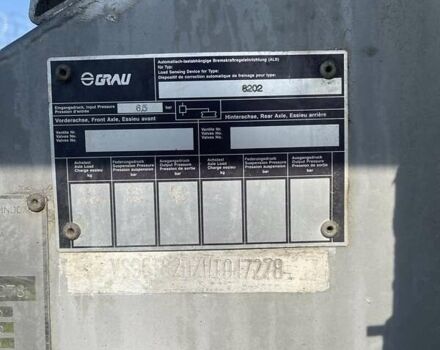 GRAU
Automatisch-lastabhängige Bremskraftregeleinrichtung (ALB)
für Typ:
Load Sensing Device for Type:
Dispositif de correction automatique de freinage pour type:
8202
Eingangsdruck, Input Pressure
Pression d'entrée
6,5
bar
Vorderachse, Front Axle, Essieu avant
Hinterachse, Rear Axle, Essieu arrière
Ventile Nr.
Valves No.
Valves No.
Ventile Nr.
Valves No.
Valves No.
Achslast
Axle Load
Charge essieu
kg
Federungsdruck
Suspension Pressure
Pression suspension
bar
Ausgangsdruck
Output Pressure
Pression de sortie
bar
Achslast
Axle Load
Charge essieu
kg
Federungsdruck
Suspension Pressure
Pression suspension
bar
Ausgangsdruck
Output Pressure
Pression de sortie
bar